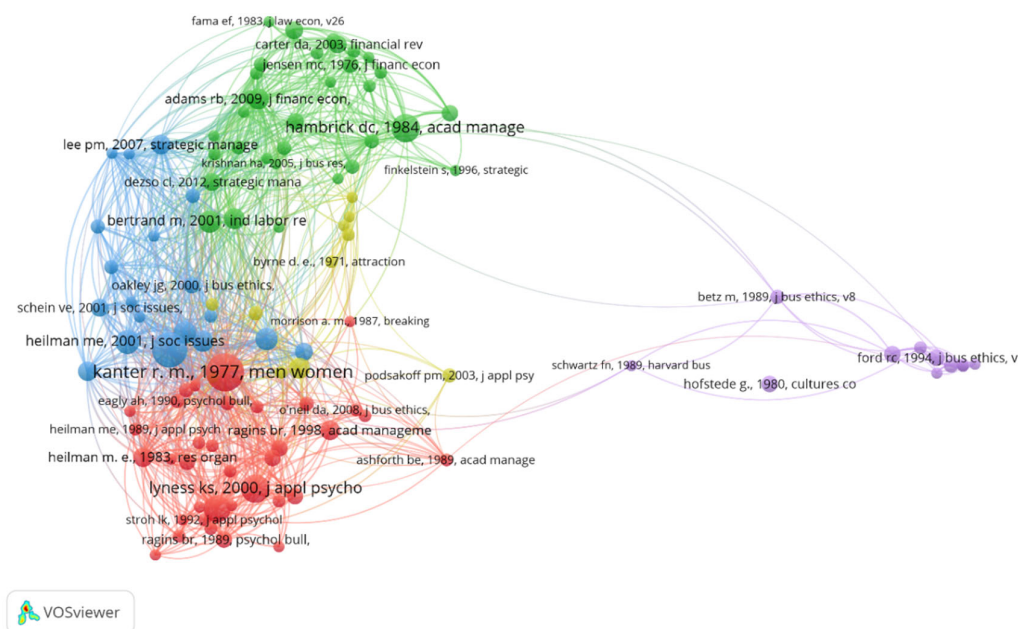 fama ef, 1983, j law econ, v26
carter da, 2003, financial rev
jensen mc, 1976, j financ econ
adams rb, 2009, j financ econ,
hambrick dc, 1984, acad manage
lee pm, 2007, strategic manage
krishnan ha, 2005, j bus res,
finkelstein s, 1996, strategic
dezso cl, 2012, strategic mana
bertrand m, 2001, ind labor re
byrne d. e., 1971, attraction
oakley jg, 2000, j bus ethics,
betz m, 1989, j bus ethics, v8
schein ve, 2001, j soc issues,
morrison a. m., 1987, breaking
heilman me, 2001, j soc issues
ford rc, 1994, j bus ethics, v
schwartz fn, 1989, harvard bus
kanter r. m., 1977, men women
podsakoff pm, 2003, j appl psy
hofstede g., 1980, cultures co
eagly ah, 1990, psychol bull,
o'neil da, 2008, j bus ethics,
heilman me, 1989, j appl psych
ragins br, 1998, acad manageme
heilman m. e., 1983, res organ
ashforth be, 1989, acad manage
lyness ks, 2000, j appl psycho
stroh lk, 1992, j appl psychol
ragins br, 1989, psychol bull,
VOSviewer